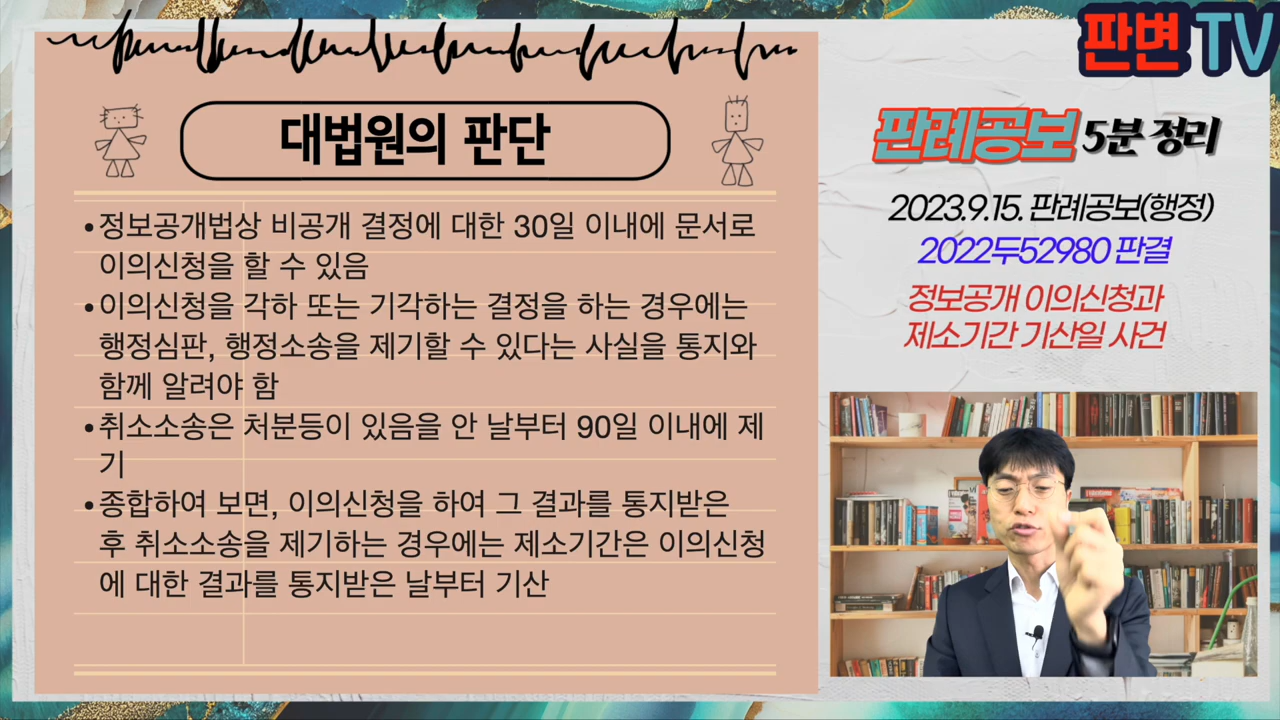 판변 TV
대법원의 판단
•정보공개법상 비공개 결정에 대한 30일 이내에 문서로
이의신청을 할 수 있음
•이의신청을 각하 또는 기각하는 결정을 하는 경우에는
행정심판, 행정소송을 제기할 수 있다는 사실을 통지와
함께 알려야 함
•취소소송은 처분등이 있음을 안 날부터 90일 이내에 제
기
•종합하여 보면, 이의신청을 하여 그 결과를 통지받은
후 취소소송을 제기하는 경우에는 제소기간은 이의신청
에 대한 결과를 통지받은 날부터 기산
판례공보 5분 정리
2023.9.15. 판례공보(행정)
2022두52980 판결
정보공개 이의신청과
제소기간 기산일 사건